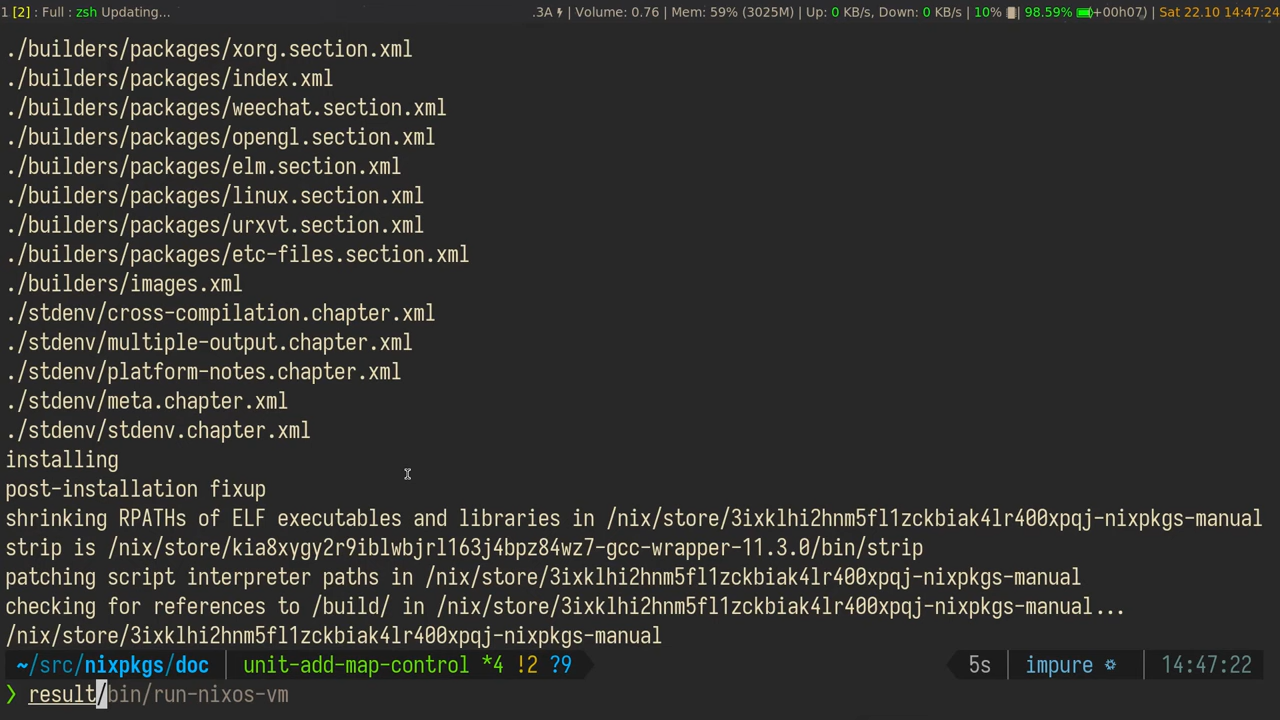 1 [2] : Full : zsh Updating... .3A | Volume: 0.76 | Mem: 59% (3025M) | Up: 0 KB/s, Down: 0 KB/s | 10% | 98.59% +00h07) | Sat 22.10 14:47:24
./builders/packages/xorg.section.xml
./builders/packages/index.xml
./builders/packages/weechat.section.xml
./builders/packages/opengl.section.xml
./builders/packages/elm.section.xml
./builders/packages/linux.section.xml
./builders/packages/urxvt.section.xml
./builders/packages/etc-files.section.xml
./builders/images.xml
./stdenv/cross-compilation.chapter.xml
./stdenv/multiple-output.chapter.xml
./stdenv/platform-notes.chapter.xml
./stdenv/meta.chapter.xml
./stdenv/stdenv.chapter.xml
installing
post-installation fixup
shrinking RPATHs of ELF executables and libraries in /nix/store/3ixklhi2hnm5fl1zckbiak4lr400xpqj-nixpkgs-manual
strip is /nix/store/kia8xygy2r9iblwbjrl163j4bpz84wz7-gcc-wrapper-11.3.0/bin/strip
patching script interpreter paths in /nix/store/3ixklhi2hnm5fl1zckbiak4lr400xpqj-nixpkgs-manual
checking for references to /build/ in /nix/store/3ixklhi2hnm5fl1zckbiak4lr400xpqj-nixpkgs-manual...
/nix/store/3ixklhi2hnm5fl1zckbiak4lr400xpqj-nixpkgs-manual
~/src/nixpkgs/doc unit-add-map-control *4 !2 ?9 5s impure 14:47:22
❯ result/bin/run-nixos-vm